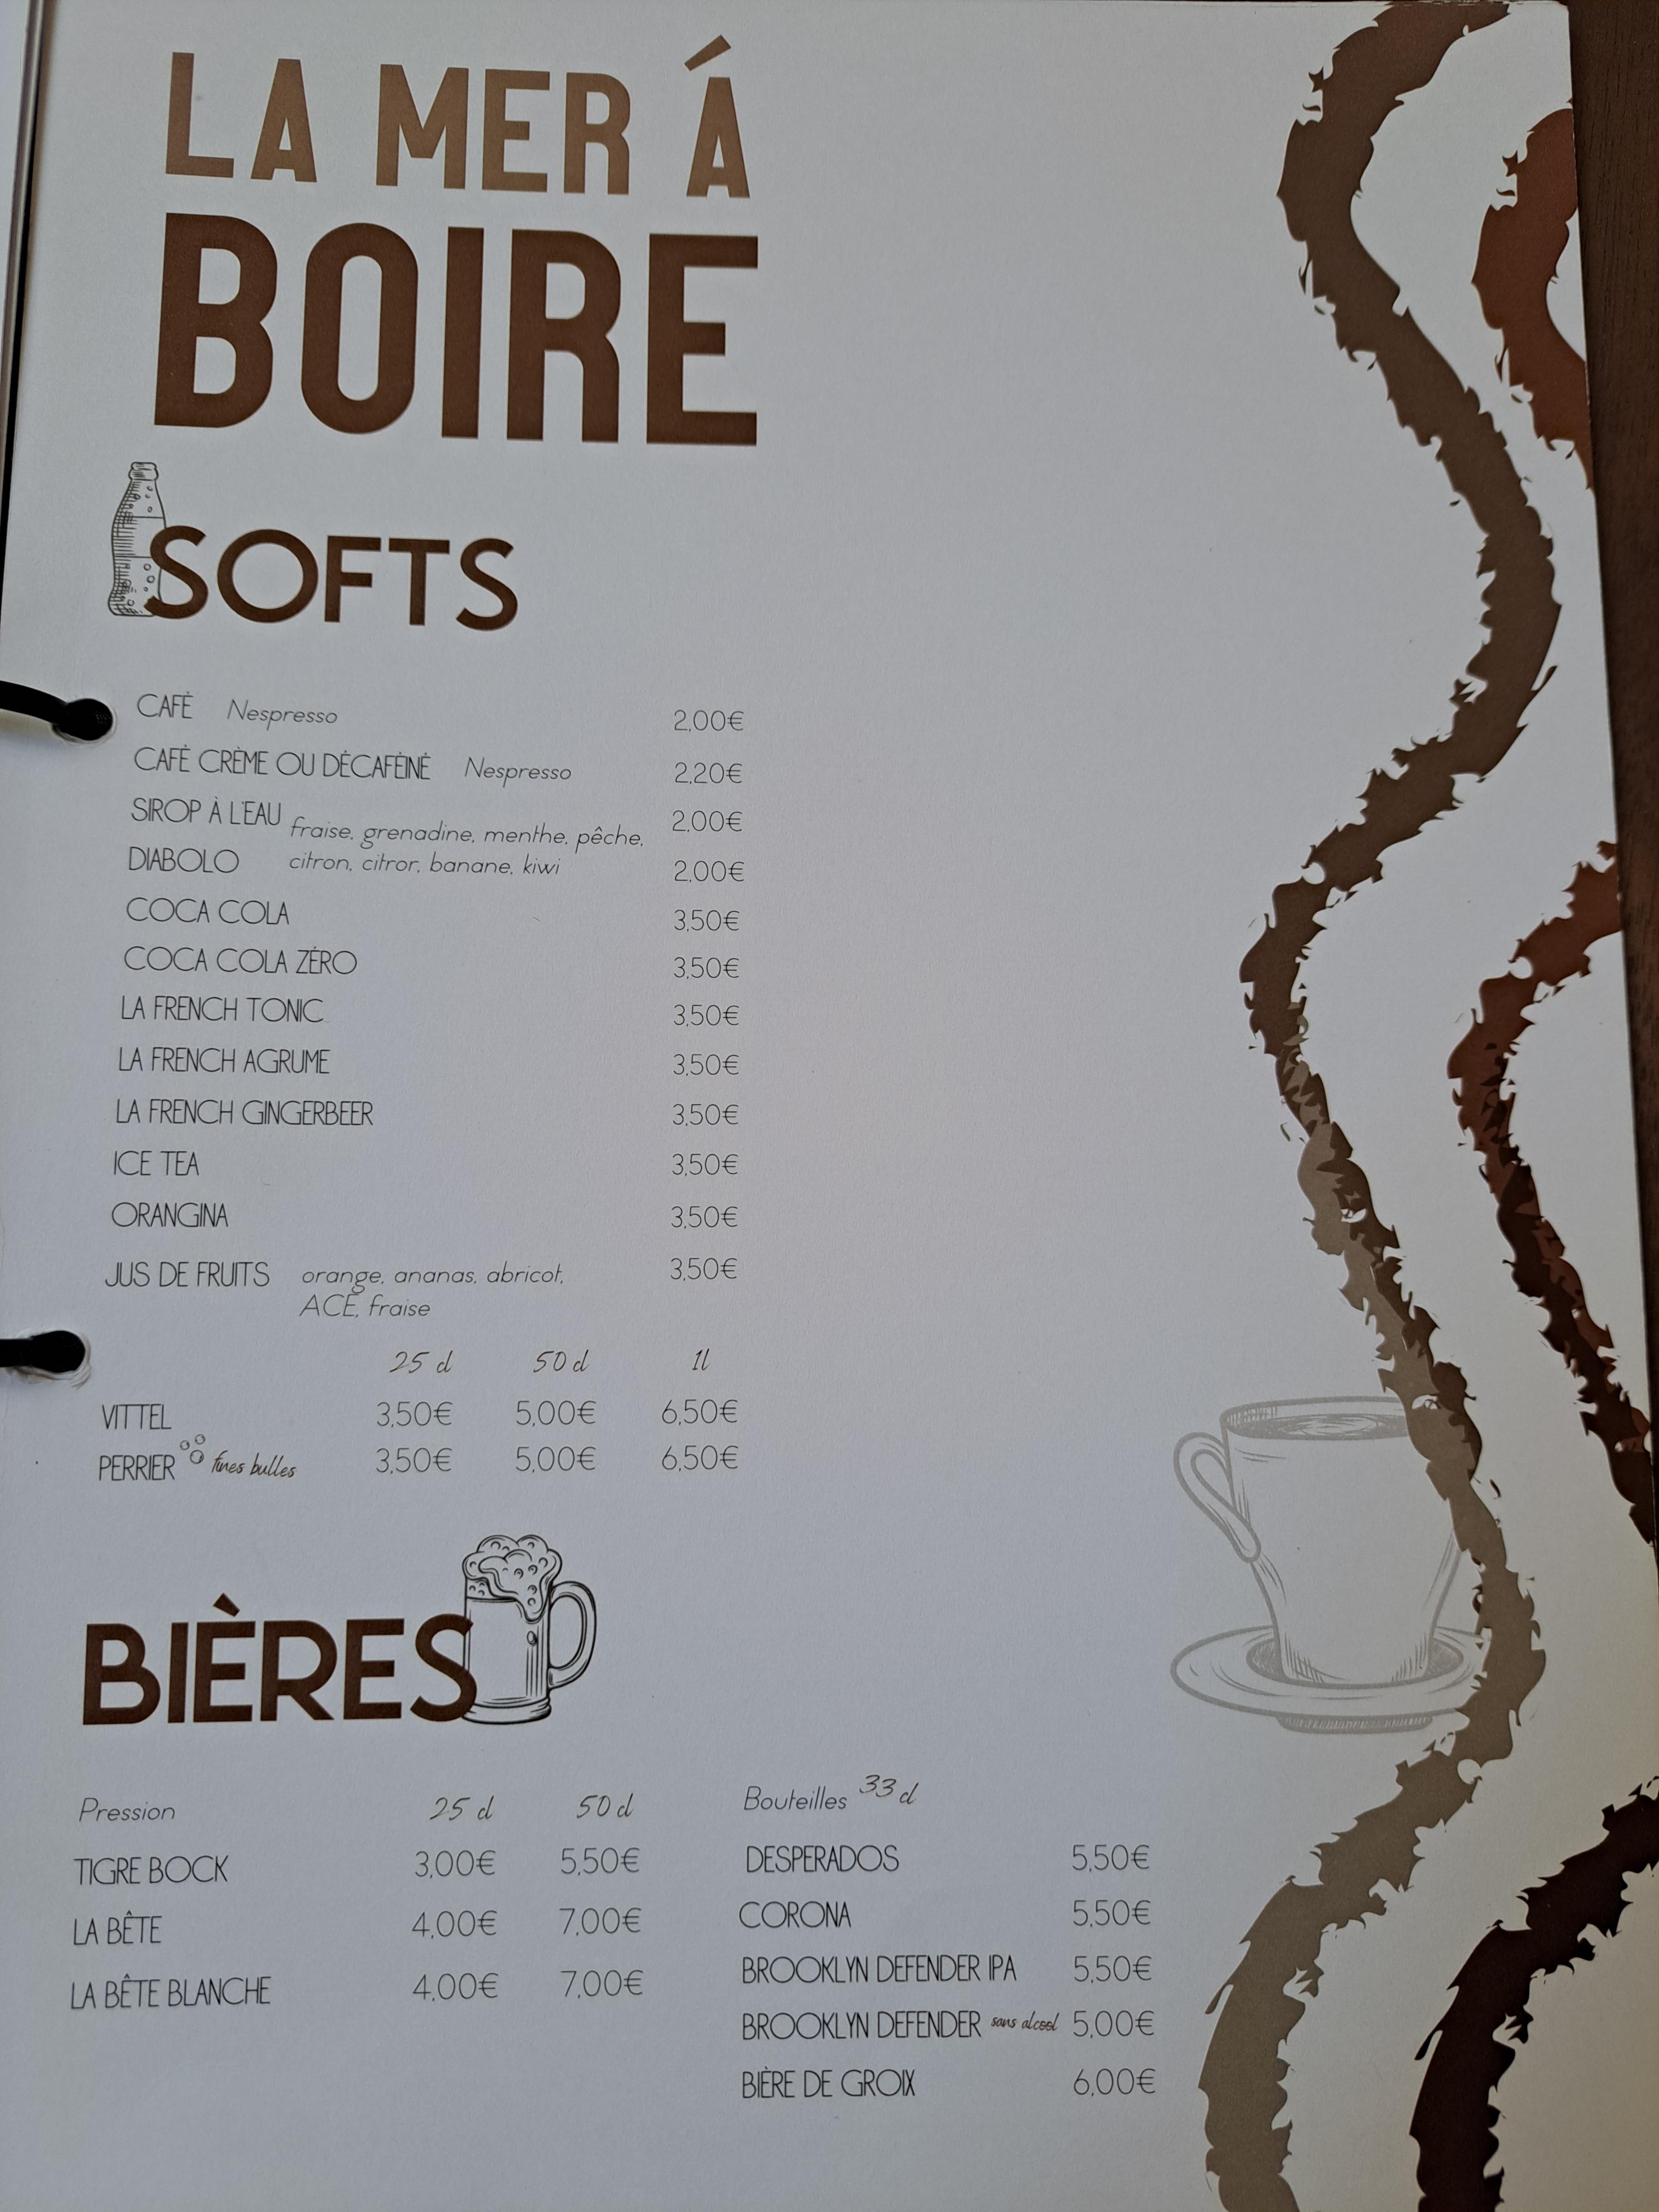 LA MER Á
BOIRE
SOFTS
CAFÉ Nespresso 2,00€
CAFÉ CRÈME OU DÉCAFÉINÉ Nespresso 2,20€
SIROP À L'EAU fraise, grenadine, menthe, pêche, 2,00€
DIABOLO citron, citror, banane, kiwi 2,00€
COCA COLA 3,50€
COCA COLA ZÉRO 3,50€
LA FRENCH TONIC 3,50€
LA FRENCH AGRUME 3,50€
LA FRENCH GINGERBEER 3,50€
ICE TEA 3,50€
ORANGINA 3,50€
JUS DE FRUITS orange, ananas, abricot, 3,50€
ACE, fraise
25 cl 50 cl 1l
VITTEL 3,50€ 5,00€ 6,50€
PERRIER fines bulles 3,50€ 5,00€ 6,50€
BIÈRES
Pression 25 cl 50 cl
TIGRE BOCK 3,00€ 5,50€
LA BÊTE 4,00€ 7,00€
LA BÊTE BLANCHE 4,00€ 7,00€
Bouteilles 33 cl
DESPERADOS 5,50€
CORONA 5,50€
BROOKLYN DEFENDER IPA 5,50€
BROOKLYN DEFENDER sans alcool 5,00€
BIÈRE DE GROIX 6,00€